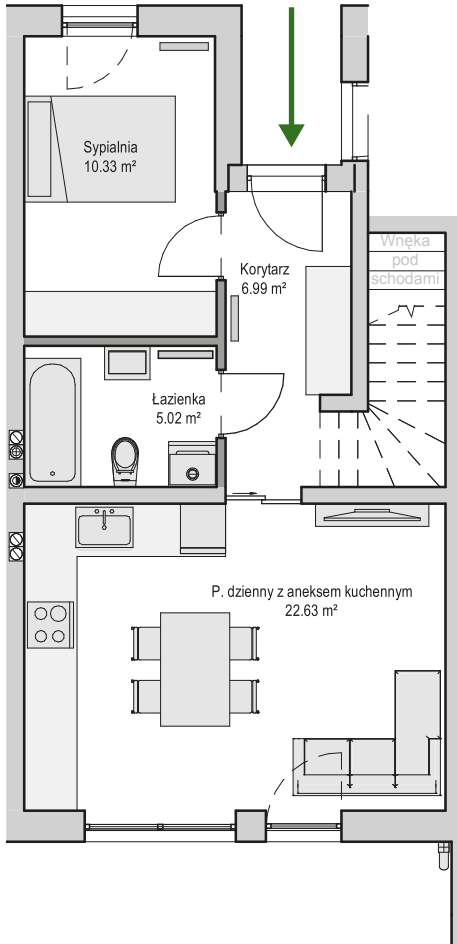 Sypialnia
10.33 m²
Wnęka
pod
schodami
Korytarz
6.99 m²
Łazienka
5.02 m²
P. dzienny z aneksem kuchennym
22.63 m²